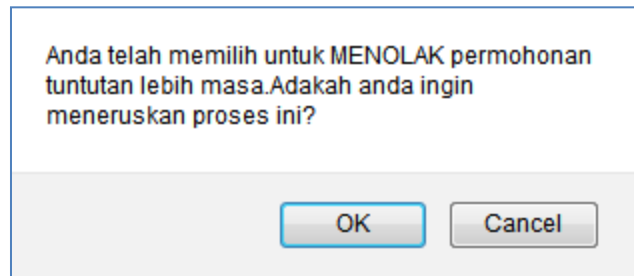 Anda telah memilih untuk MENOLAK permohonan
tuntutan lebih masa.Adakah anda ingin
meneruskan proses ini?
OK Cancel